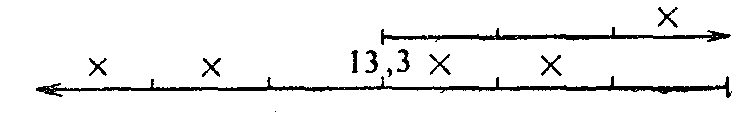 ×
× × 13,3 × ×